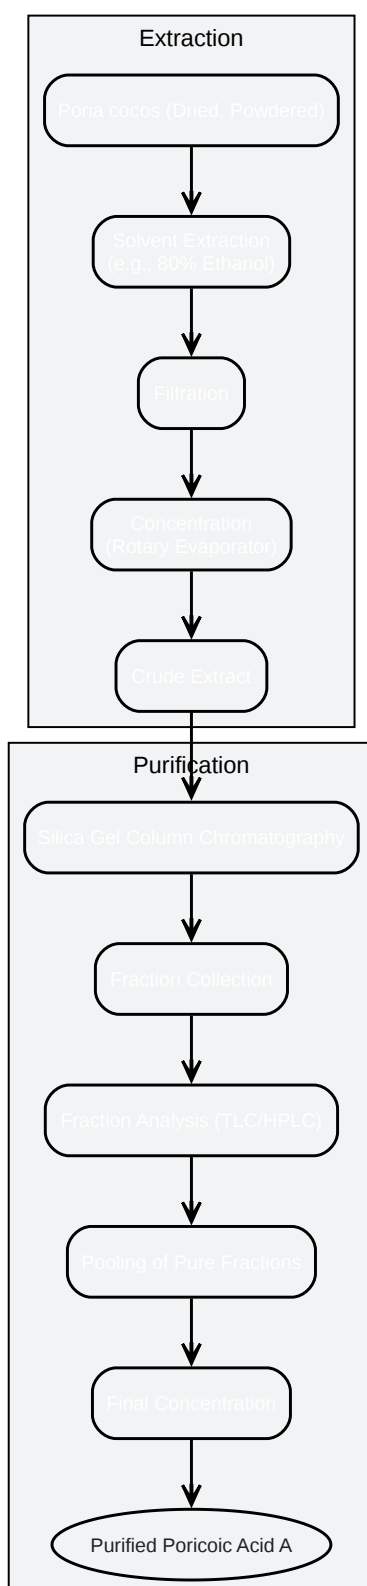 Extraction
Poria cocos (Dried, Powdered)
Solvent Extraction
(e.g., 80% Ethanol)
Filtration
Concentration
(Rotary Evaporator)
Crude Extract
Purification
Silica Gel Column Chromatography
Fraction Collection
Fraction Analysis (TLC/HPLC)
Pooling of Pure Fractions
Final Concentration
Purified Poricoic Acid A